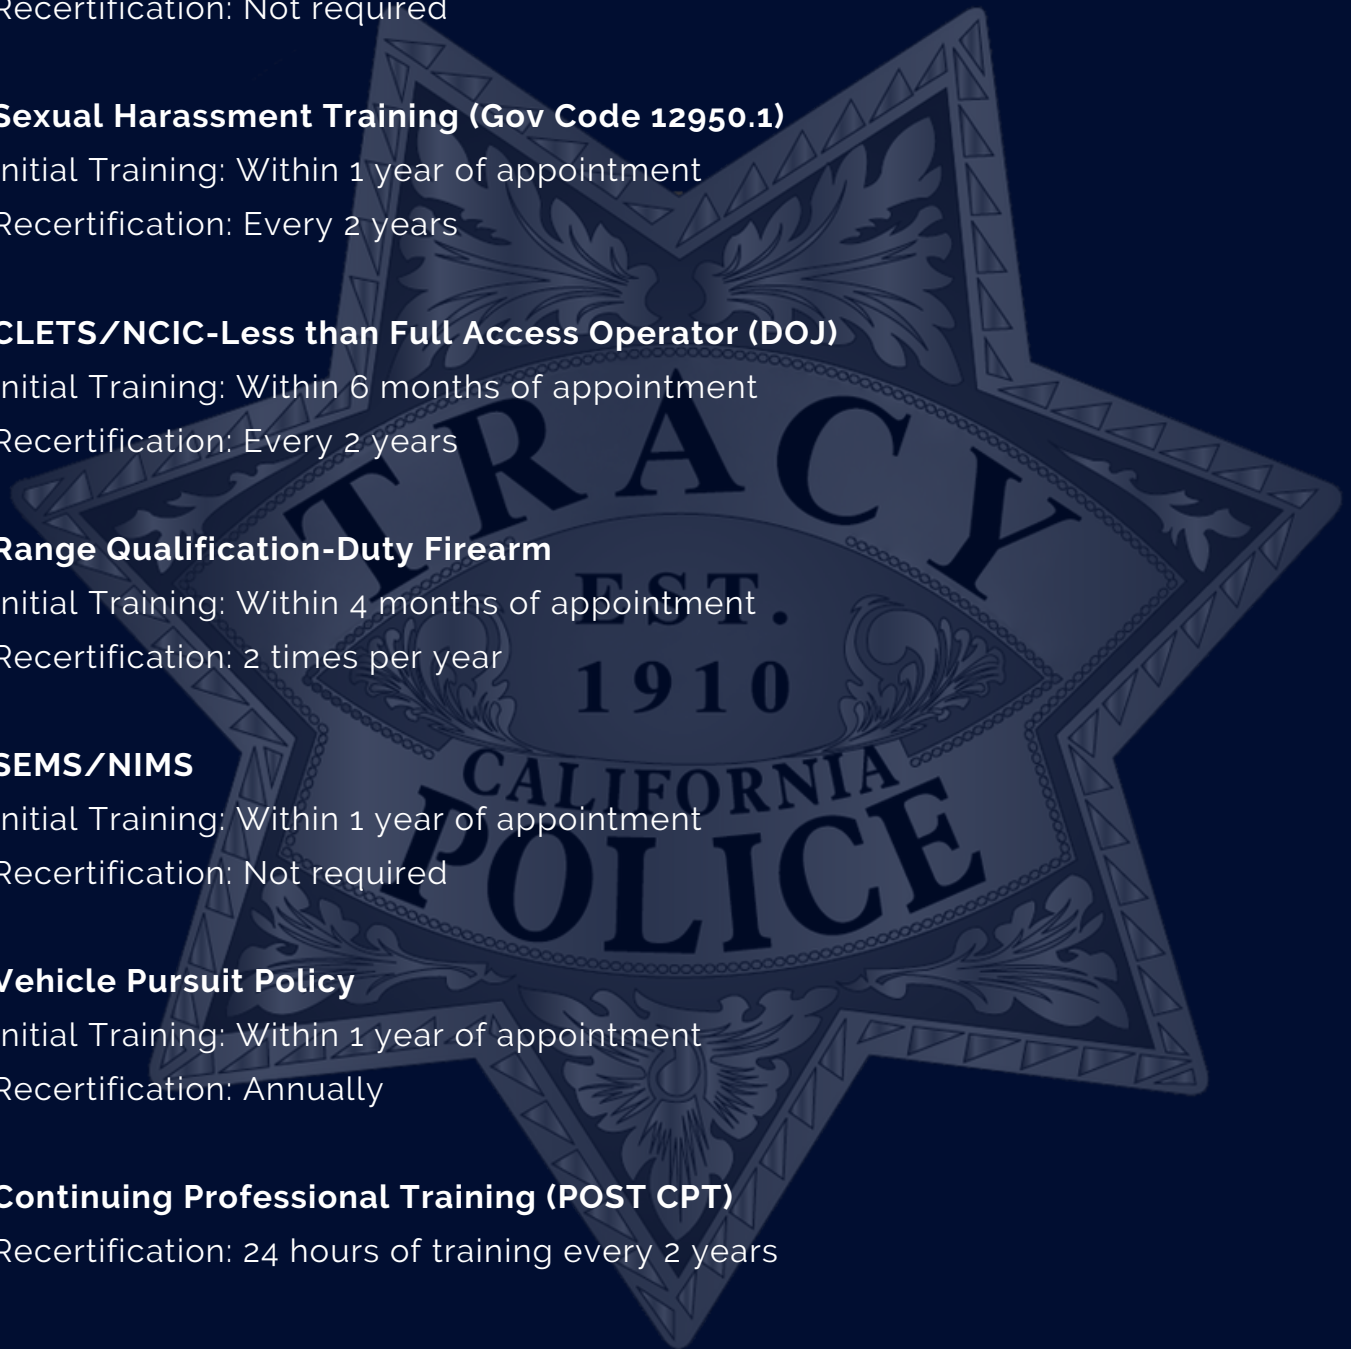 Recertification: Not required
Sexual Harassment Training (Gov Code 12950.1)
Initial Training: Within 1 year of appointment
Recertification: Every 2 years
CLETS/NCIC-Less than Full Access Operator (DOJ)
Initial Training: Within 6 months of appointment
Recertification: Every 2 years
Range Qualification-Duty Firearm
Initial Training: Within 4 months of appointment
Recertification: 2 times per year
SEMS/NIMS
Initial Training: Within 1 year of appointment
Recertification: Not required
Vehicle Pursuit Policy
Initial Training: Within 1 year of appointment
Recertification: Annually
Continuing Professional Training (POST CPT)
Recertification: 24 hours of training every 2 years
TRACY
EST.
1910
CALIFORNIA
POLICE